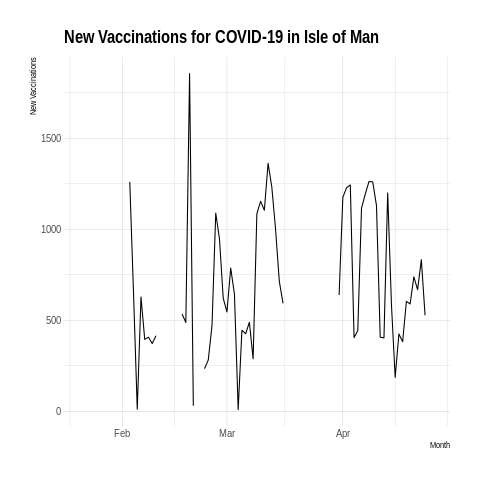 New Vaccinations for COVID-19 in Isle of Man
New Vaccinations
1500
1000
500
0
Feb
Mar
Apr
Month